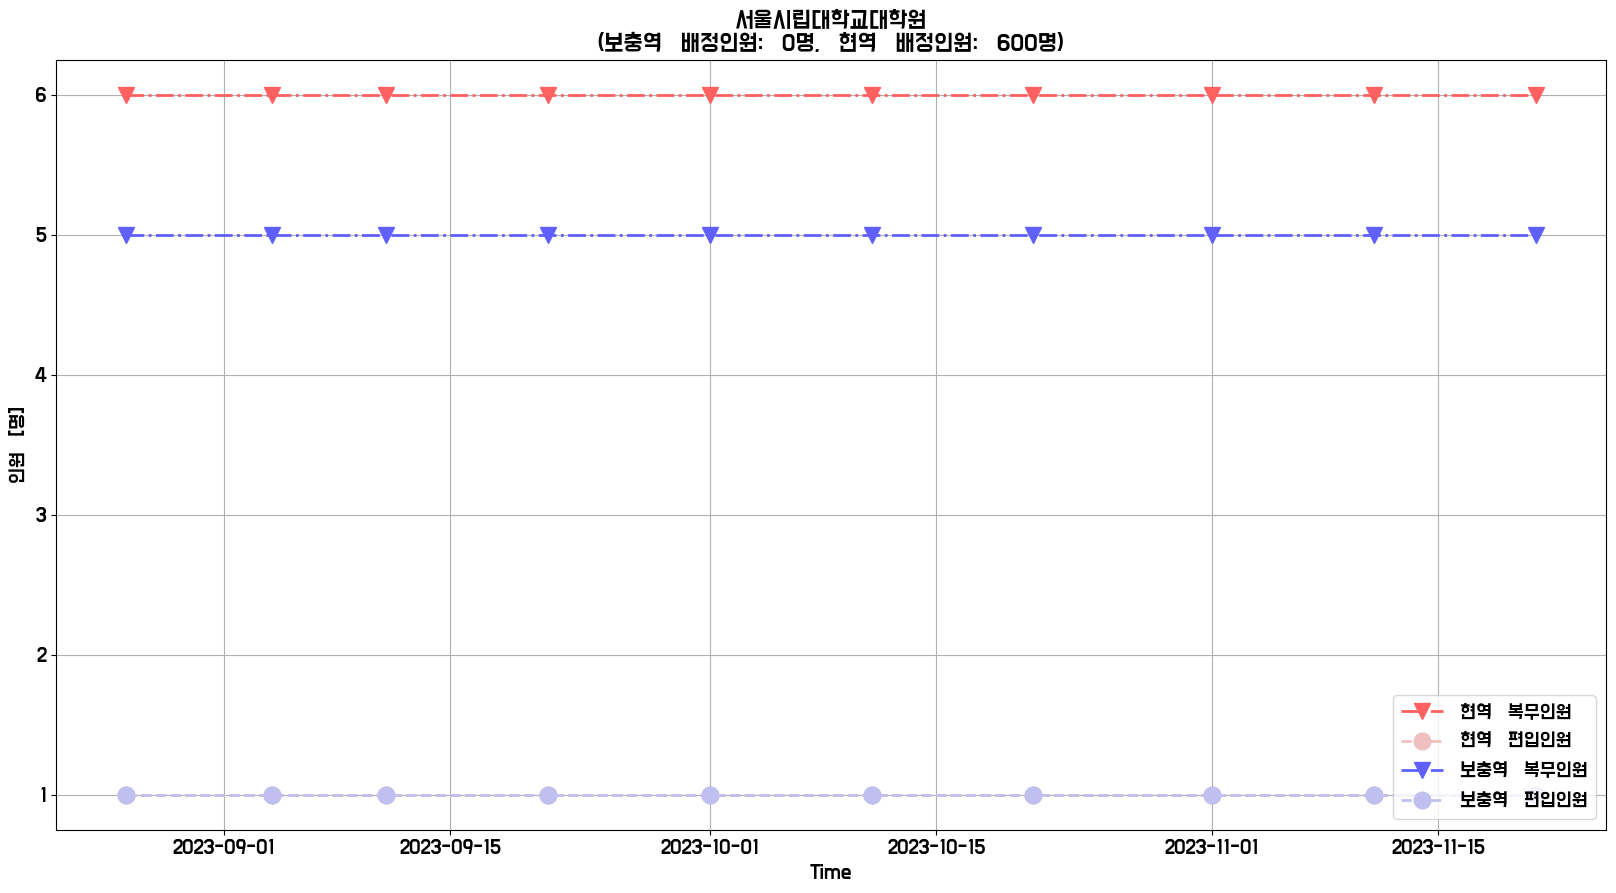 서울시립대학교대학원
(보충역 배정인원: 0명, 현역 배정인원: 600명)
6
5
4
3
2
1
인원 [명]
현역 복무인원
현역 편입인원
보충역 복무인원
보충역 편입인원
2023-09-01 2023-09-15 2023-10-01 2023-10-15 2023-11-01 2023-11-15
Time